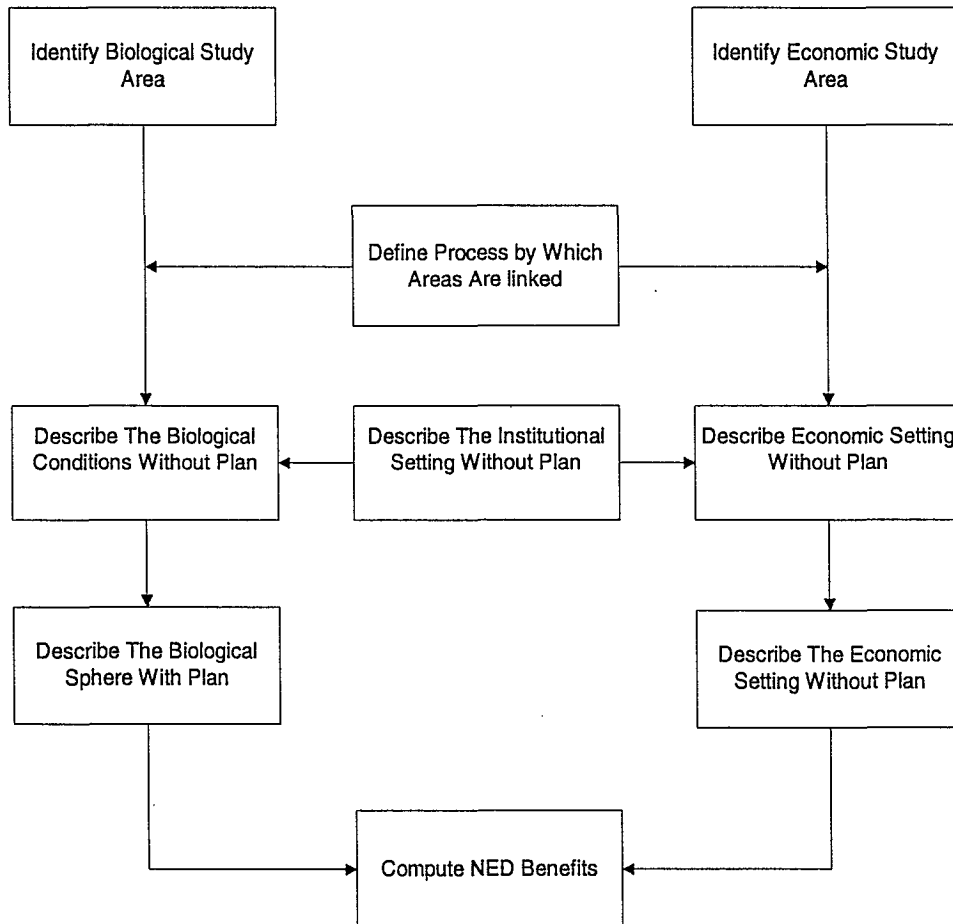 Identify Biological Study
Area
Identify Economic Study
Area
Define Process by Which
Areas Are linked
Describe The Biological
Conditions Without Plan
Describe The Institutional
Setting Without Plan
Describe Economic Setting
Without Plan
Describe The Biological
Sphere With Plan
Describe The Economic
Setting Without Plan
Compute NED Benefits